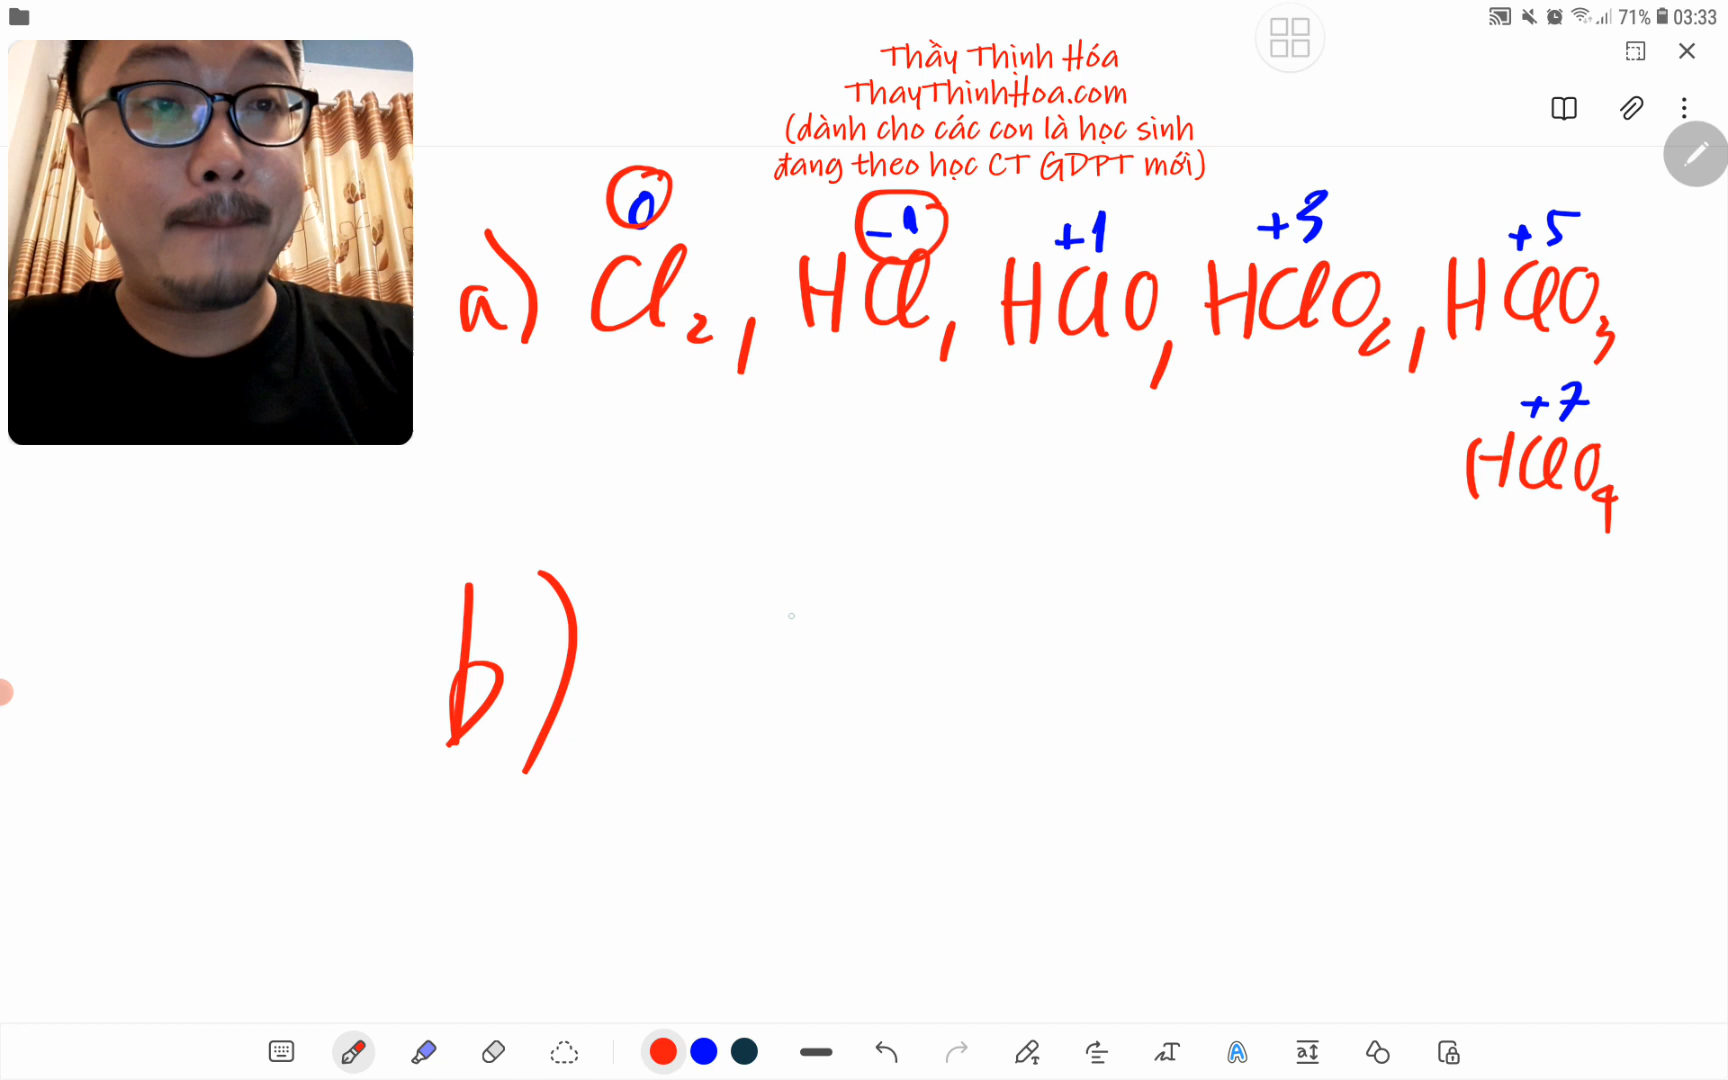 71% 03:33
Thầy Thịnh Hóa
ThayThinhHoa.com
(dành cho các con là học sinh
đang theo học CT GDPT mới)
0 -1 +1 +3 +5
a) Cl2, HCl, HClO, HClO2, HClO3
+7
(HClO4
b)